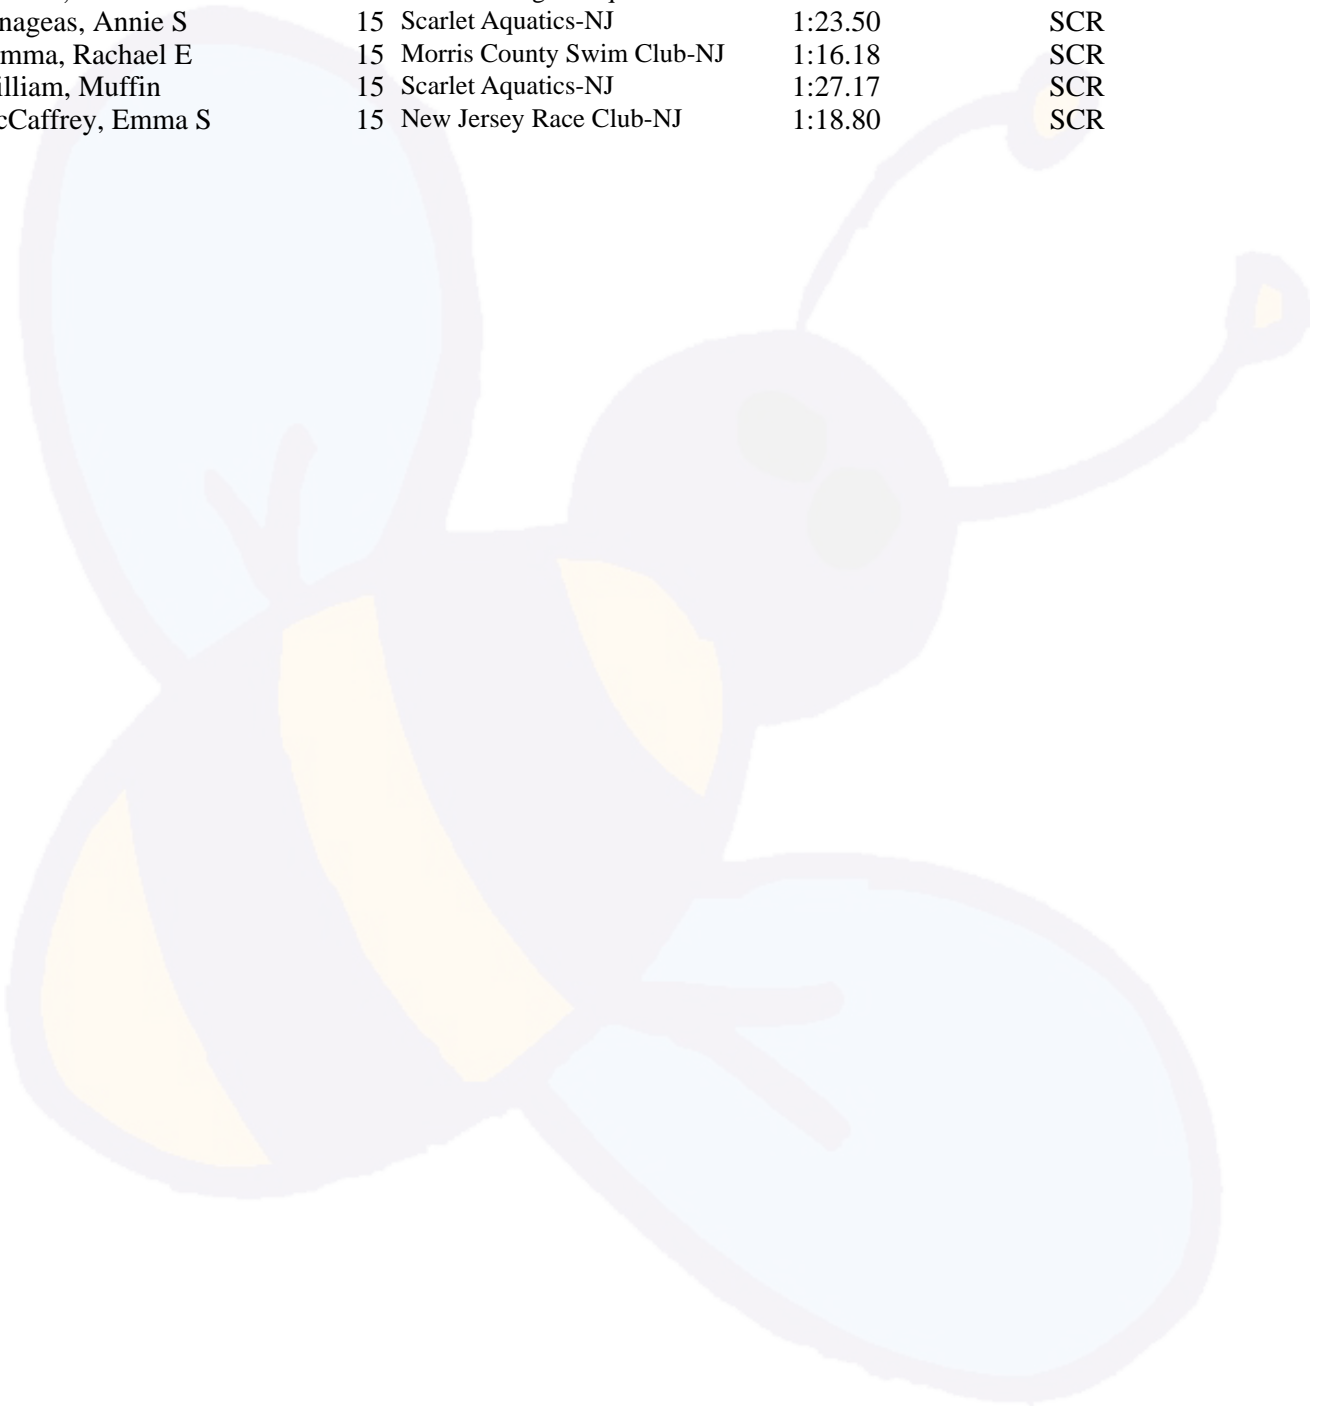 nageas, Annie S 15 Scarlet Aquatics-NJ 1:23.50 SCR
mma, Rachael E 15 Morris County Swim Club-NJ 1:16.18 SCR
illiam, Muffin 15 Scarlet Aquatics-NJ 1:27.17 SCR
cCaffrey, Emma S 15 New Jersey Race Club-NJ 1:18.80 SCR